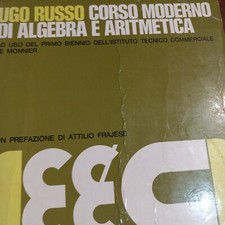 UGO RUSSO CORSO MODERNO
DI ALGEBRA E ARITMETICA
AD USO DEL PRIMO BIENNIO DELL'ISTITUTO TECNICO COMMERCIALE
LE MONNIER
CON PREFAZIONE DI ATTILIO FRAJESE